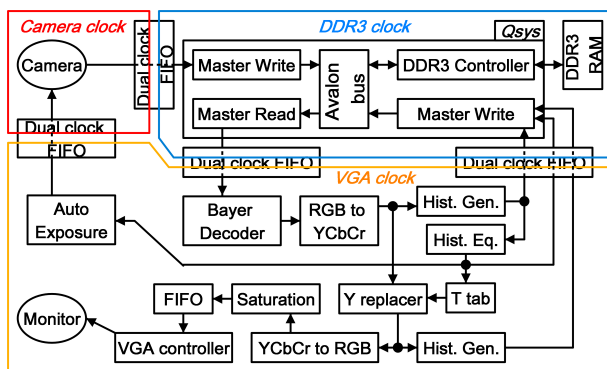 Camera clock
DDR3 clock
Qsys
Camera
Dual clock
FIFO
Master Write
Avalon
bus
DDR3 Controller
DDR3
RAM
Master Read
Master Write
Dual clock
FIFO
Dual clock FIFO
Dual clock FIFO
VGA clock
Auto
Exposure
Bayer
Decoder
RGB to
YCbCr
Hist. Gen.
Hist. Eq.
FIFO
Saturation
Y replacer
T tab
Monitor
VGA controller
YCbCr to RGB
Hist. Gen.